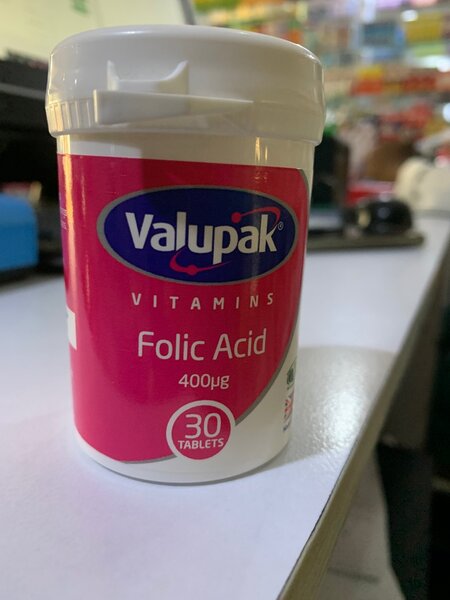 Valupak®
VITAMINS
Folic Acid
400µg
30
TABLETS